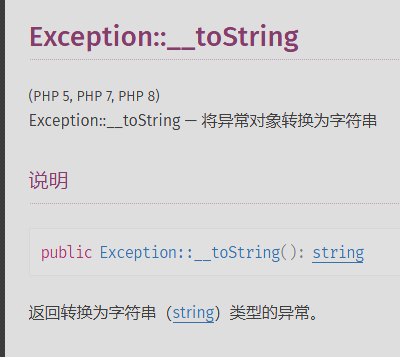 Exception::__toString
(PHP 5, PHP 7, PHP 8)
Exception::__toString — 将异常对象转换为字符串
说明
public Exception::__toString(): string
返回转换为字符串（string）类型的异常。